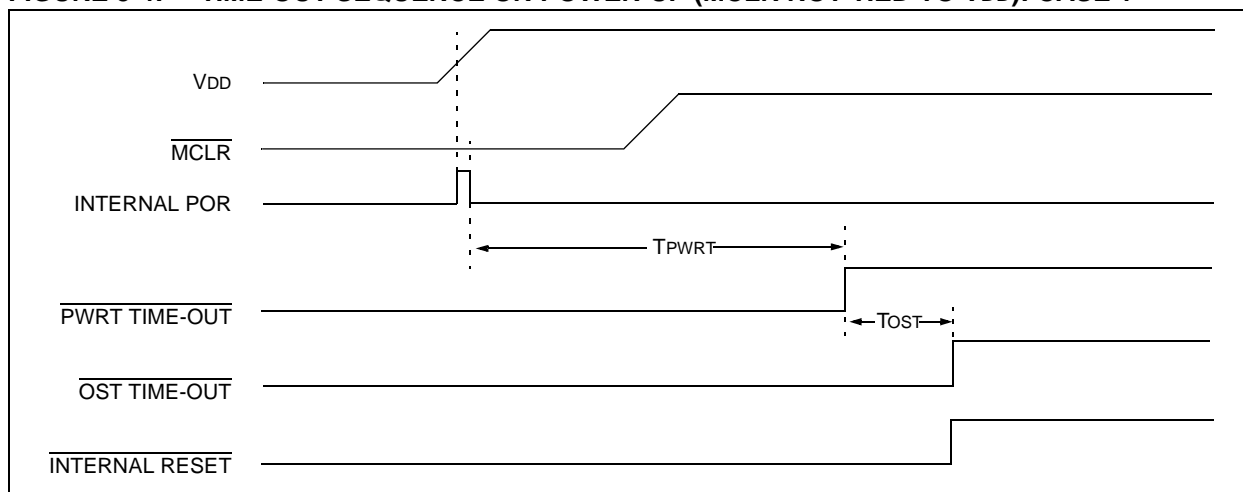 VDD
MCLR
INTERNAL POR
TPWRT
PWRT TIME-OUT
TOST
OST TIME-OUT
INTERNAL RESET